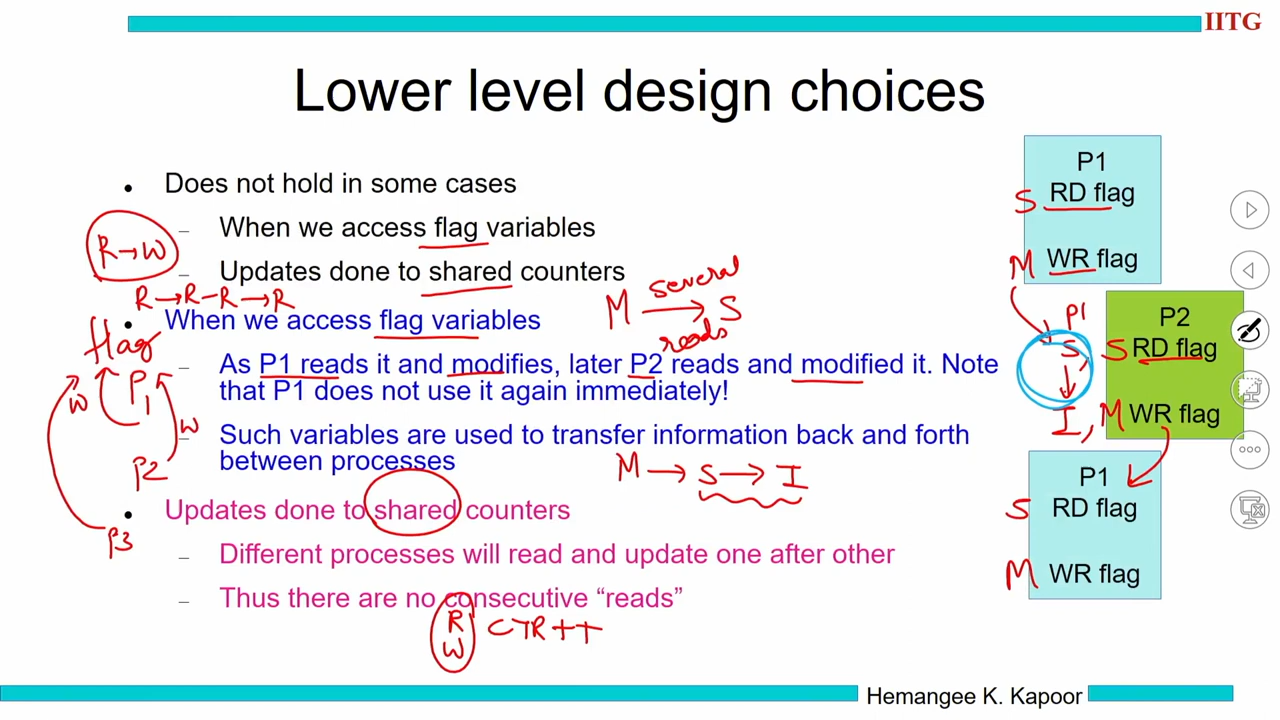 IITG
Lower level design choices
• Does not hold in some cases
– When we access flag variables
R→W
– Updates done to shared counters
R→R–R→R
• When we access flag variables
flag
M several reads → S
– As P1 reads it and modifies, later P2 reads and modified it. Note
that P1 does not use it again immediately!
P1
W
W
– Such variables are used to transfer information back and forth
between processes
P2
M → S → I
• Updates done to shared counters
P3
– Different processes will read and update one after other
– Thus there are no consecutive “reads”
R
W
CTR++
P1
S RD flag
M WR flag
P1
S
I,
P2
S RD flag
M WR flag
P1
S RD flag
M WR flag
Hemangee K. Kapoor